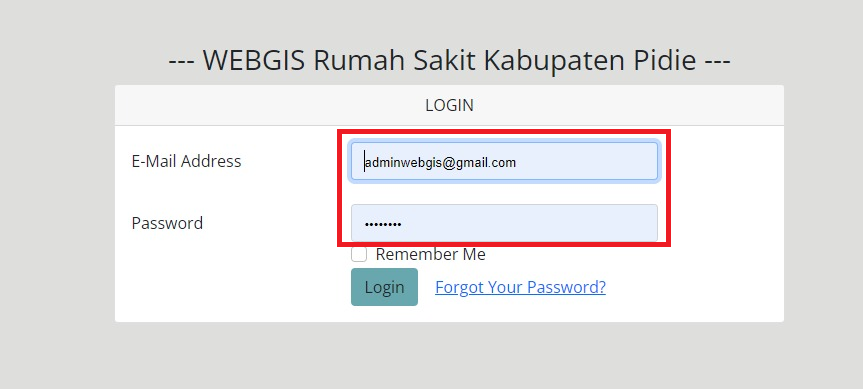 --- WEBGIS Rumah Sakit Kabupaten Pidie ---
LOGIN
E-Mail Address adminwebgis@gmail.com
Password ••••••••
Remember Me
Login Forgot Your Password?